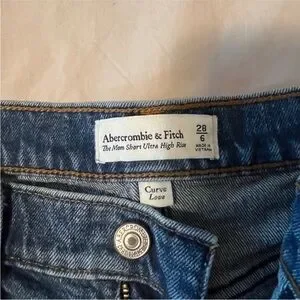 Abercrombie & Fitch
The Mom Short Ultra High Rise
28
6
MADE IN
VIETNAM
Curve
Love